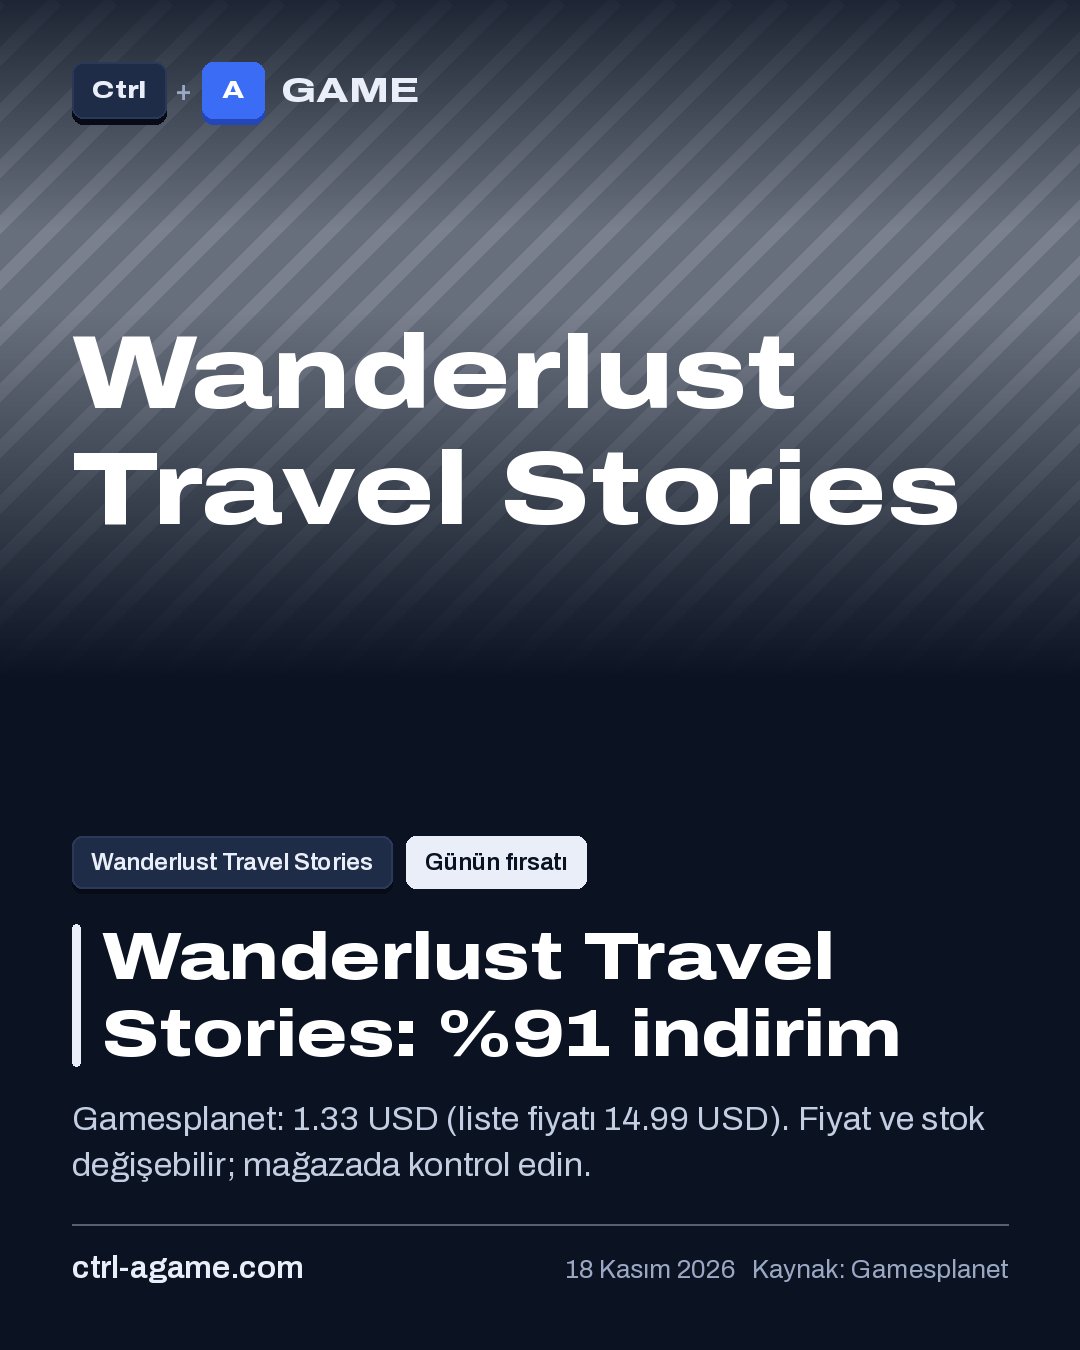 Ctrl + A GAME
Wanderlust
Travel Stories
Wanderlust Travel Stories Günün fırsatı
Wanderlust Travel
Stories: %91 indirim
Gamesplanet: 1.33 USD (liste fiyatı 14.99 USD). Fiyat ve stok
değişebilir; mağazada kontrol edin.
ctrl-agame.com 18 Kasım 2026 Kaynak: Gamesplanet